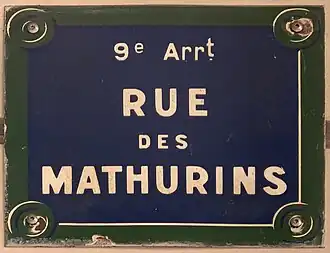 9e Arrt
RUE
DES
MATHURINS